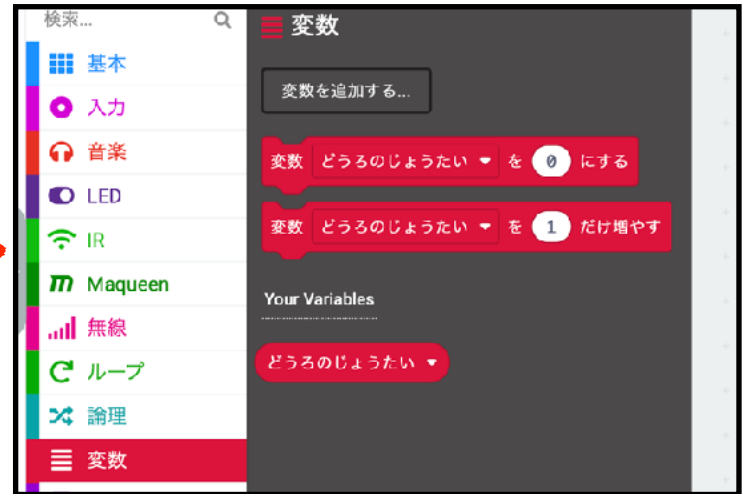 検索...
基本
入力
音楽
LED
IR
Maqueen
無線
ループ
論理
変数
変数
変数を追加する...
変数 どうろのじょうたい を 0 にする
変数 どうろのじょうたい を 1 だけ増やす
Your Variables
どうろのじょうたい